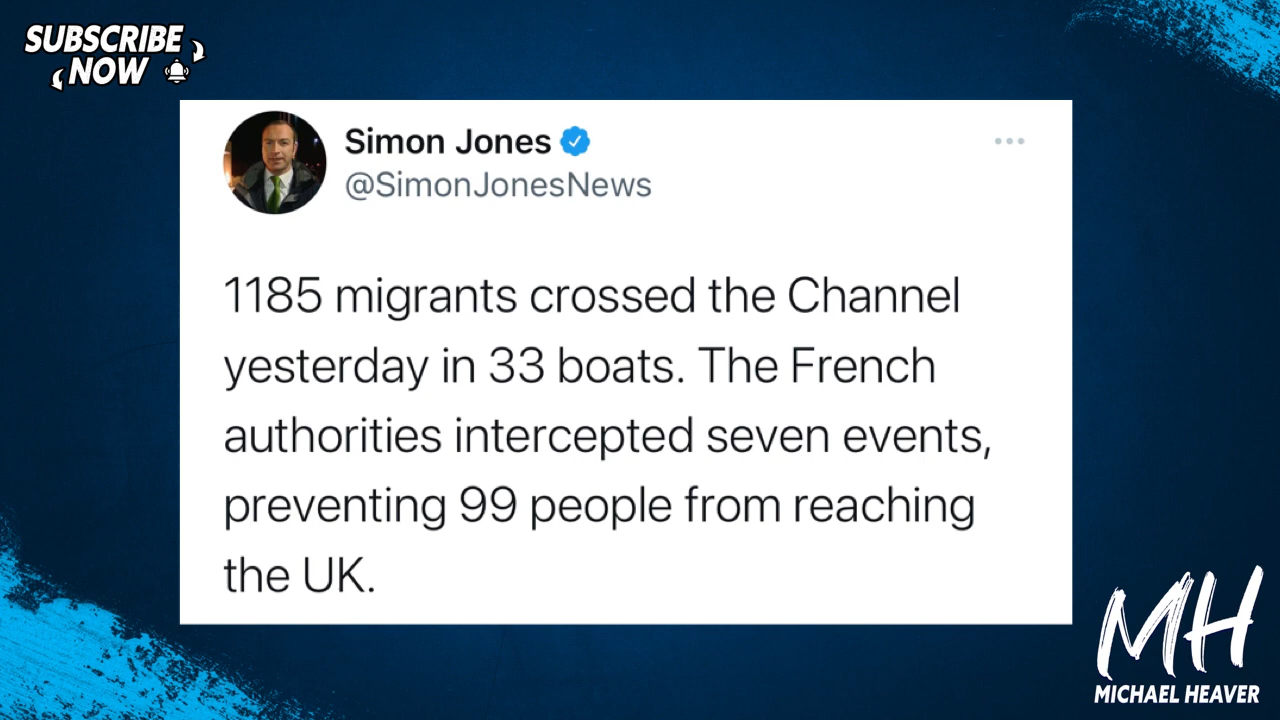 SUBSCRIBE
NOW
Simon Jones
@SimonJonesNews
1185 migrants crossed the Channel
yesterday in 33 boats. The French
authorities intercepted seven events,
preventing 99 people from reaching
the UK.
MH
MICHAEL HEAVER